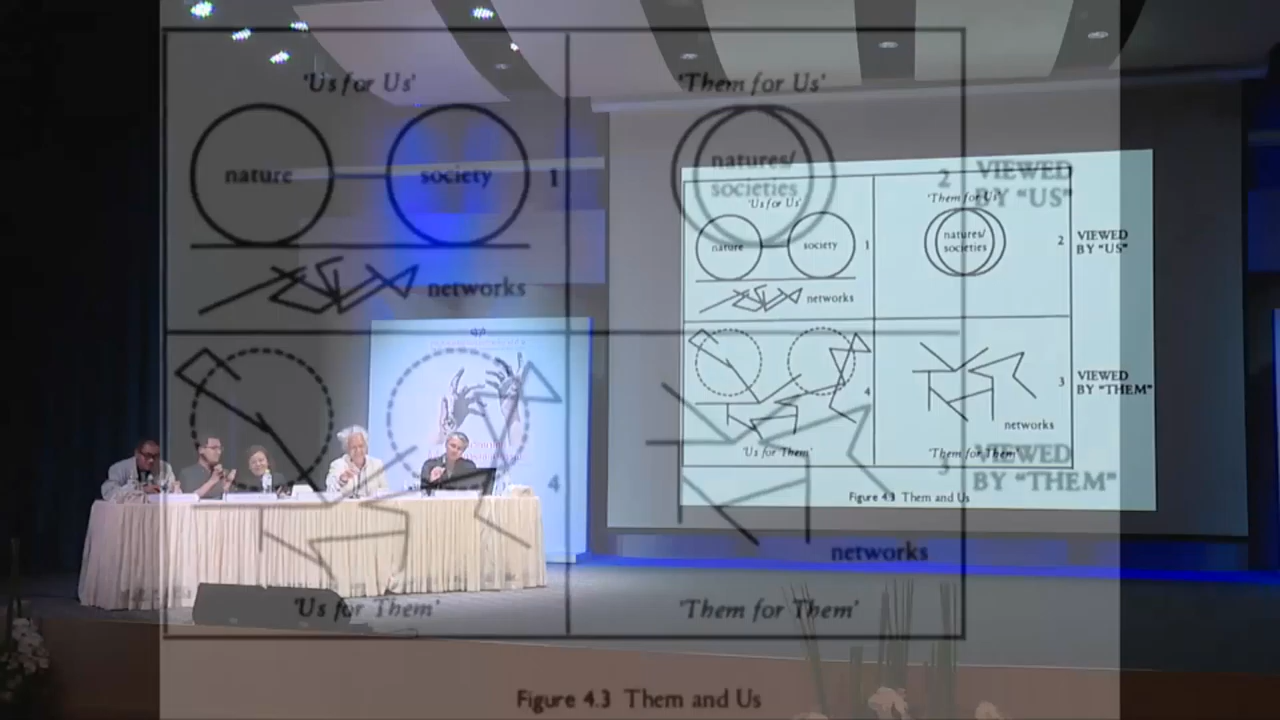 'Us for Us'
'Them for Us'
nature
society
1
natures/
societies
2
VIEWED
BY "US"
networks
4
3
VIEWED
BY "THEM"
networks
'Us for Them'
'Them for Them'
Figure 4.3 Them and Us
'Us for Us'
'Them for Us'
nature
society
1
natures/
societies
2
VIEWED
BY "US"
networks
4
3
VIEWED
BY "THEM"
networks
'Us for Them'
'Them for Them'
Figure 4.3 Them and Us